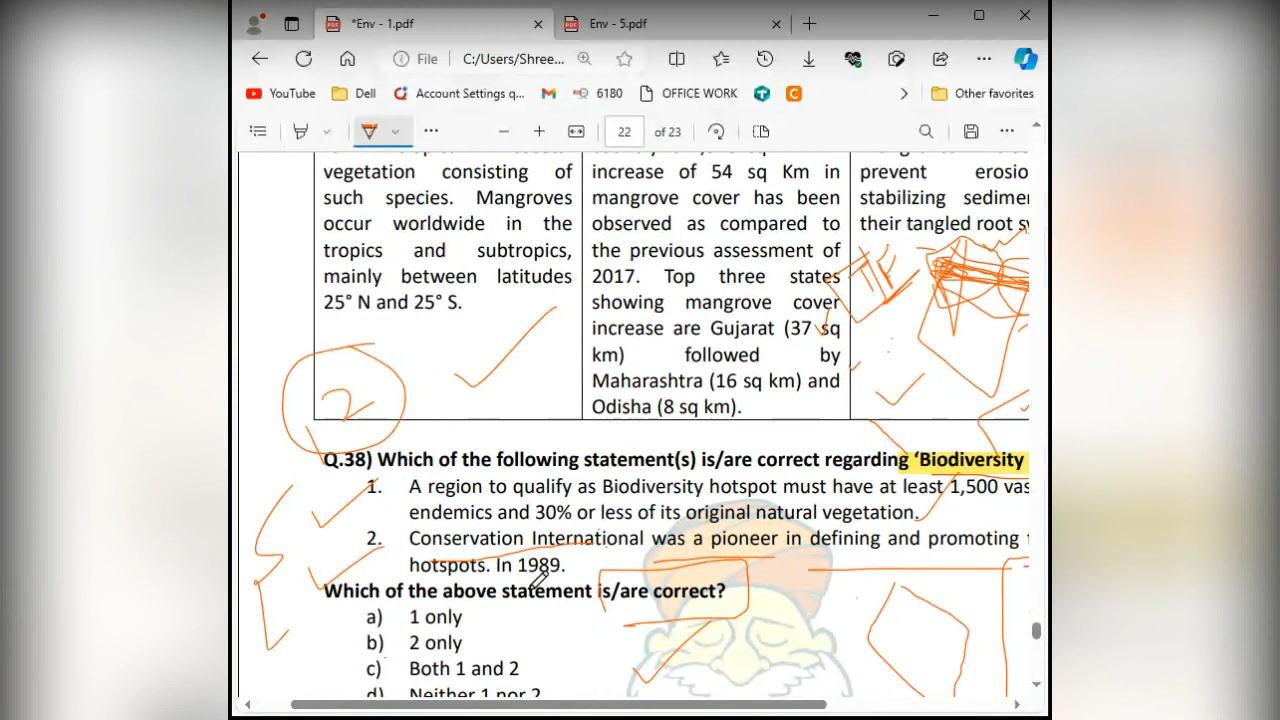 *Env - 1.pdf
Env - 5.pdf
File
C:/Users/Shree...
YouTube
Dell
Account Settings q...
6180
OFFICE WORK
Other favorites
22 of 23
vegetation consisting of
such species. Mangroves
occur worldwide in the
tropics and subtropics,
mainly between latitudes
25° N and 25° S.
increase of 54 sq Km in
mangrove cover has been
observed as compared to
the previous assessment of
2017. Top three states
showing mangrove cover
increase are Gujarat (37 sq
km) followed by
Maharashtra (16 sq km) and
Odisha (8 sq km).
prevent erosio
stabilizing sedimen
their tangled root sy
2
Q.38) Which of the following statement(s) is/are correct regarding ‘Biodiversity
1. A region to qualify as Biodiversity hotspot must have at least 1,500 vas
endemics and 30% or less of its original natural vegetation.
2. Conservation International was a pioneer in defining and promoting
hotspots. In 1989.
Which of the above statement is/are correct?
a) 1 only
b) 2 only
c) Both 1 and 2
d) Neither 1 nor 2